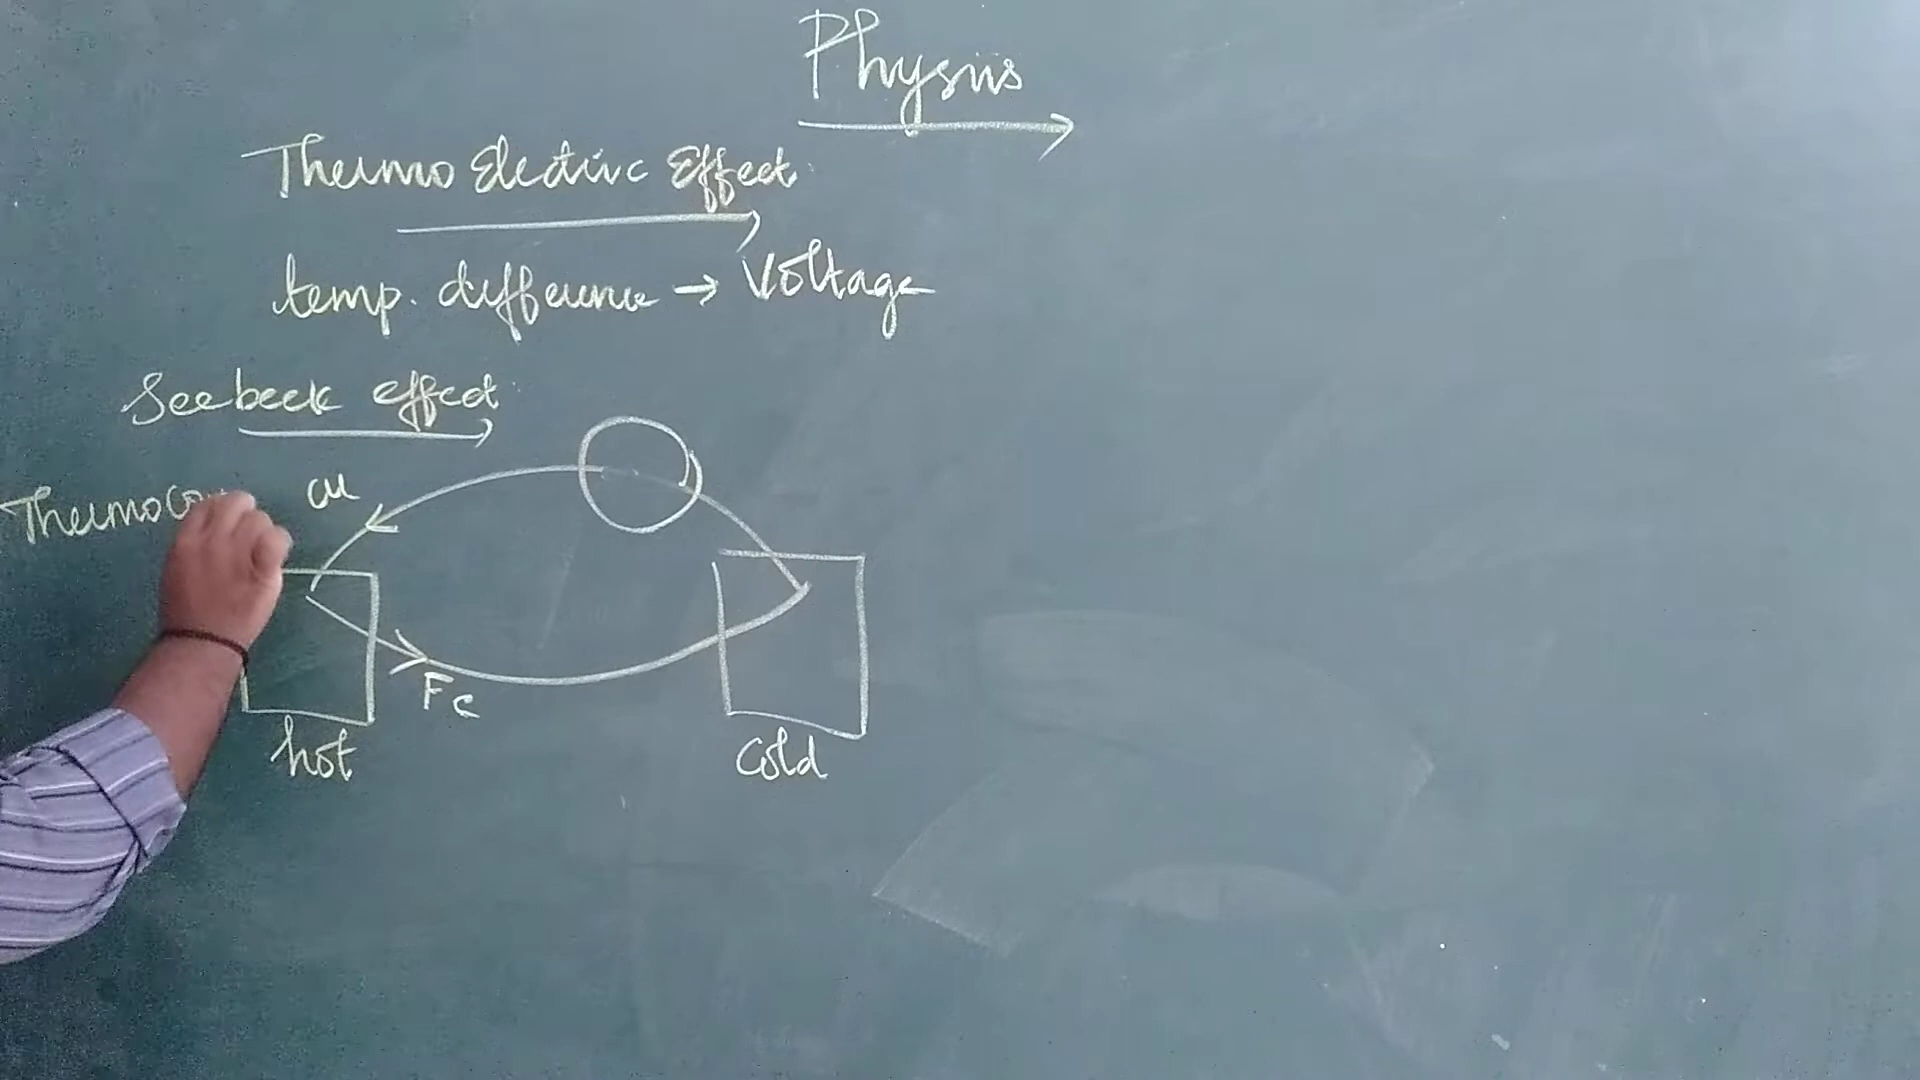 Physics
Thermo Electric Effect
temp. difference → Voltage
Seebeck effect
Cu
Fe
hot
Cold